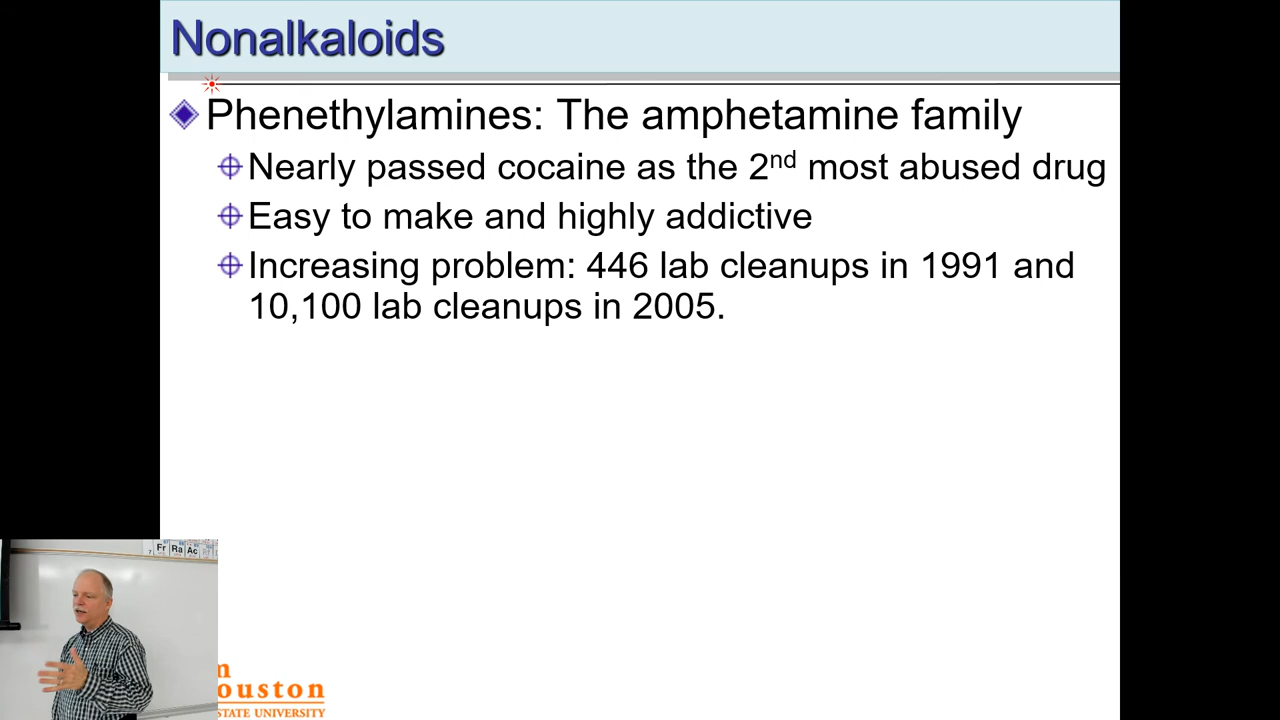 Nonalkaloids
Phenethylamines: The amphetamine family
Nearly passed cocaine as the 2nd most abused drug
Easy to make and highly addictive
Increasing problem: 446 lab cleanups in 1991 and
10,100 lab cleanups in 2005.
7 Fr Ra Ac
n
ouston
STATE UNIVERSITY